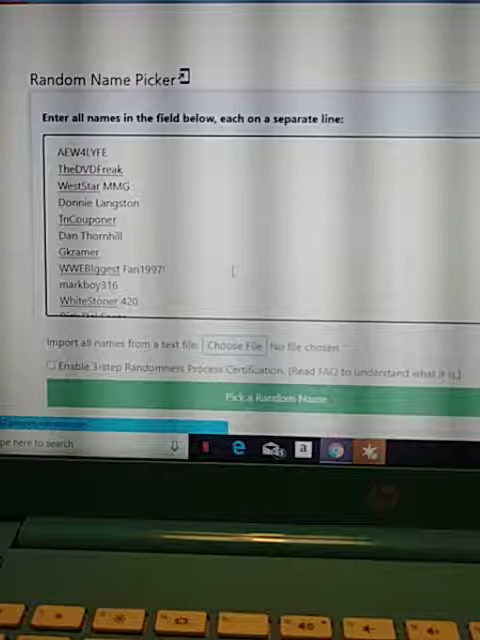 Random Name Picker
Enter all names in the field below, each on a separate line:
AEW4LYFE
TheDVDFreak
WestStar MMG
Donnie Langston
TnCouponer
Dan Thornhill
Gkramer
WWEBIggest Fan1997!
markboy316
WhiteStoner 420
Import all names from a text file: Choose File No file chosen
Enable 3-step Randomness Process Certification. [Read FAQ to understand what it is.]
Pick a Random Name
pe here to search
a
hp